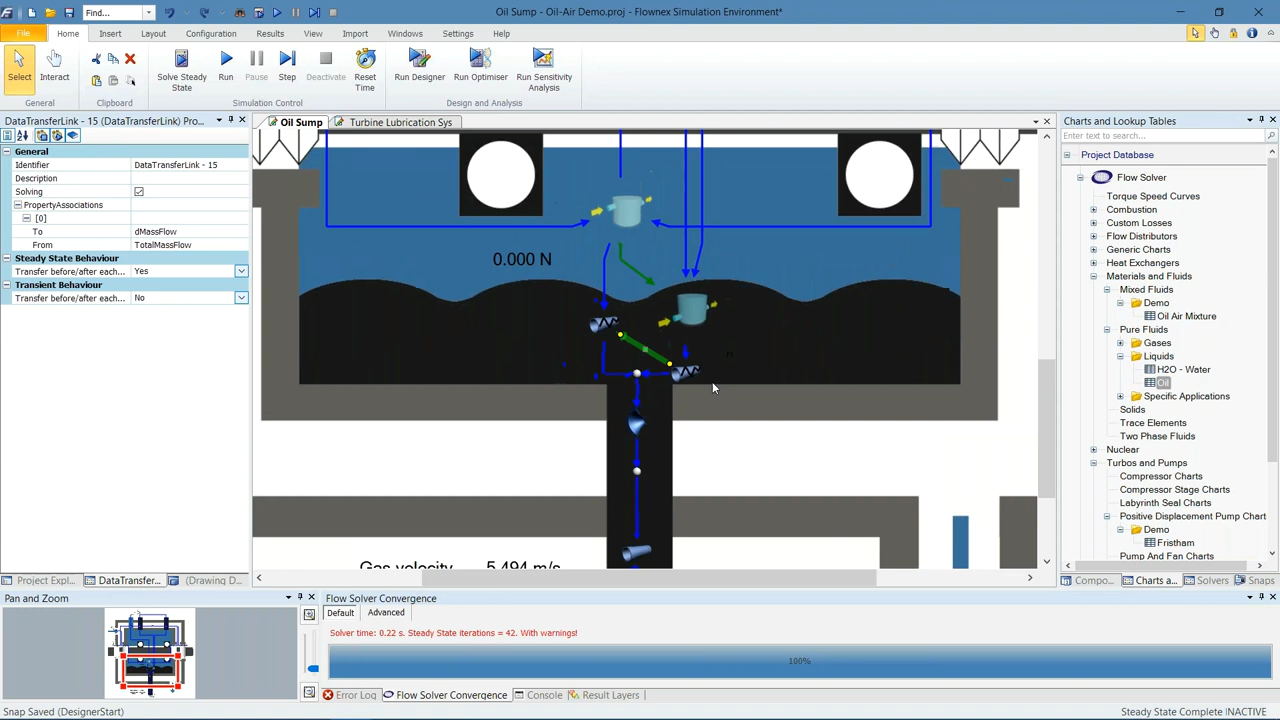 Find...
Oil Sump - Oil-Air Demo.proj - Flownex Simulation Environment*
File Home Insert Layout Configuration Results View Import Windows Settings Help
Select Interact Solve Steady State Run Pause Step Deactivate Reset Time Run Designer Run Optimiser Run Sensitivity Analysis
General Clipboard Simulation Control Design and Analysis
DataTransferLink - 15 (DataTransferLink) Pro...
General
Identifier DataTransferLink - 15
Description
Solving
PropertyAssociations
[0]
To dMassFlow
From TotalMassFlow
Steady State Behaviour
Transfer before/after each... Yes
Transient Behaviour
Transfer before/after each... No
Project Expl... DataTransfer... (Drawing D...
Oil Sump Turbine Lubrication Sys
0.000 N
Gas velocity 5.494 m/s
Charts and Lookup Tables
Enter text to search...
Project Database
Flow Solver
Torque Speed Curves
Combustion
Custom Losses
Flow Distributors
Generic Charts
Heat Exchangers
Materials and Fluids
Mixed Fluids
Demo
Oil Air Mixture
Pure Fluids
Gases
Liquids
H2O - Water
Oil
Specific Applications
Solids
Trace Elements
Two Phase Fluids
Nuclear
Turbos and Pumps
Compressor Charts
Compressor Stage Charts
Labyrinth Seal Charts
Positive Displacement Pump Chart
Demo
Fristham
Pump And Fan Charts
Compo... Charts a... Solvers Snaps
Pan and Zoom
Flow Solver Convergence
Default Advanced
Solver time: 0.22 s. Steady State iterations = 42. With warnings!
100%
Error Log Flow Solver Convergence Console Result Layers
Snap Saved (DesignerStart)
Steady State Complete !NACTIVE